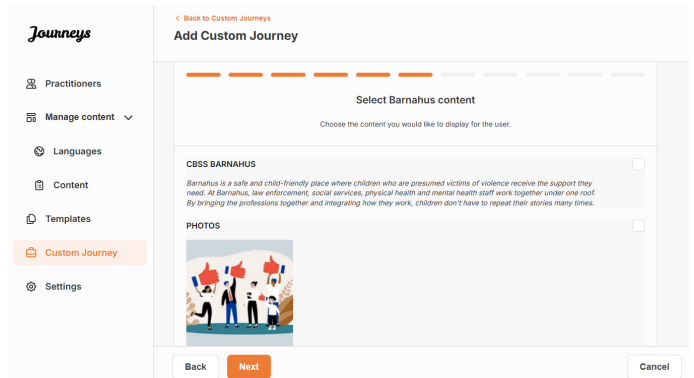 Journeys
Practitioners
Manage content
Languages
Content
Templates
Custom Journey
Settings
Back to Custom Journeys
Add Custom Journey
Select Barnahus content
Choose the content you would like to display for the user.
CBSS BARNAHUS
Barnahus is a safe and child-friendly place where children who are presumed victims of violence receive the support they
need. At Barnahus, law enforcement, social services, physical health and mental health staff work together under one roof.
By bringing the professions together and integrating how they work, children don't have to repeat their stories many times.
PHOTOS
Back
Next
Cancel